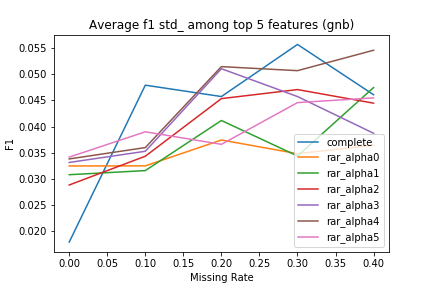 Average f1 std_ among top 5 features (gnb)
F1
0.055
0.050
0.045
0.040
0.035
0.030
0.025
0.020
complete
rar_alpha0
rar_alpha1
rar_alpha2
rar_alpha3
rar_alpha4
rar_alpha5
0.00 0.05 0.10 0.15 0.20 0.25 0.30 0.35 0.40
Missing Rate